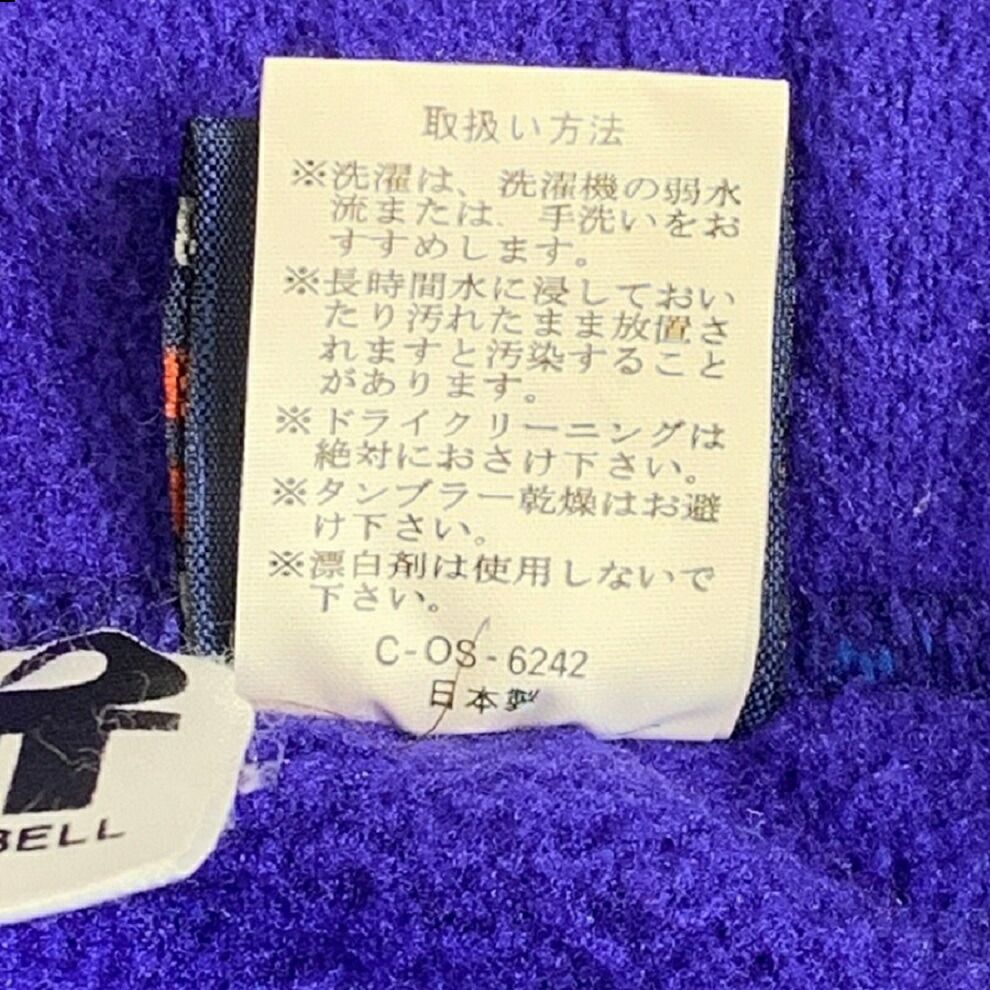 取扱い方法
※洗濯は、洗濯機の弱水
流または、手洗いをお
すすめします。
※長時間水に浸しておい
たり汚れたまま放置さ
れますと汚染すること
があります。
※ドライクリーニングは
絶対におさけ下さい。
※タンブラー乾燥はお避
け下さい。
※漂白剤は使用しないで
下さい。
C-OS-6242
日本製
BELL